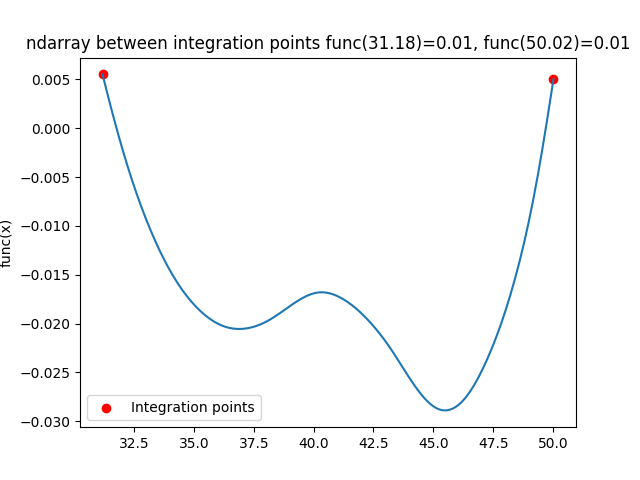 ndarray between integration points func(31.18)=0.01, func(50.02)=0.01
0.005
0.000
−0.005
−0.010
−0.015
−0.020
−0.025
−0.030
func(x)
Integration points
32.5 35.0 37.5 40.0 42.5 45.0 47.5 50.0